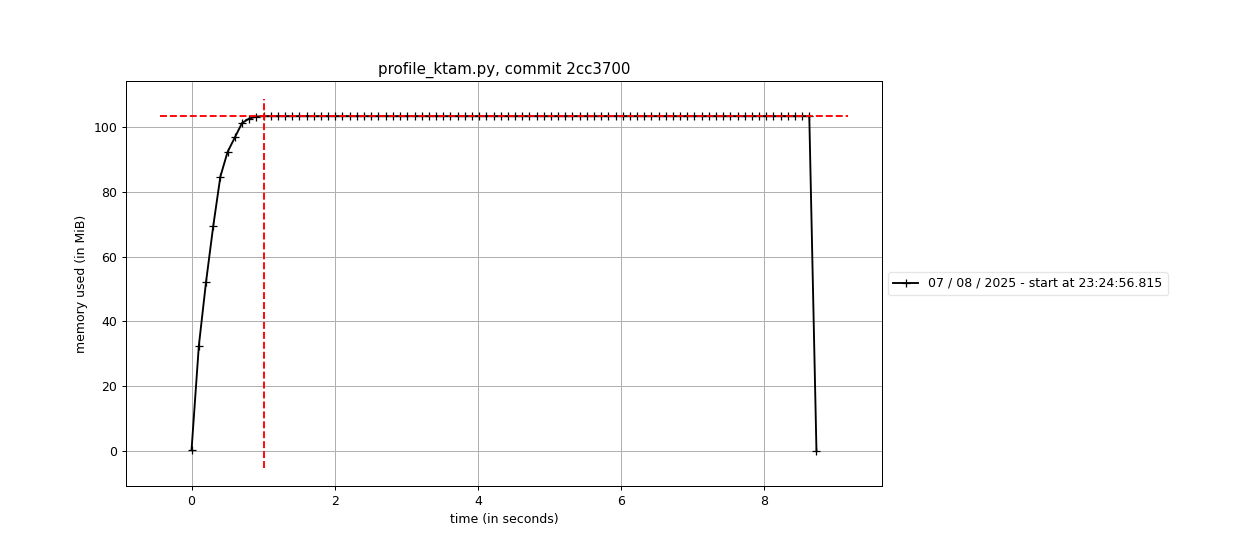 profile_ktam.py, commit 2cc3700
memory used (in MiB)
100
80
60
40
20
0
0 2 4 6 8
time (in seconds)
07 / 08 / 2025 - start at 23:24:56.815